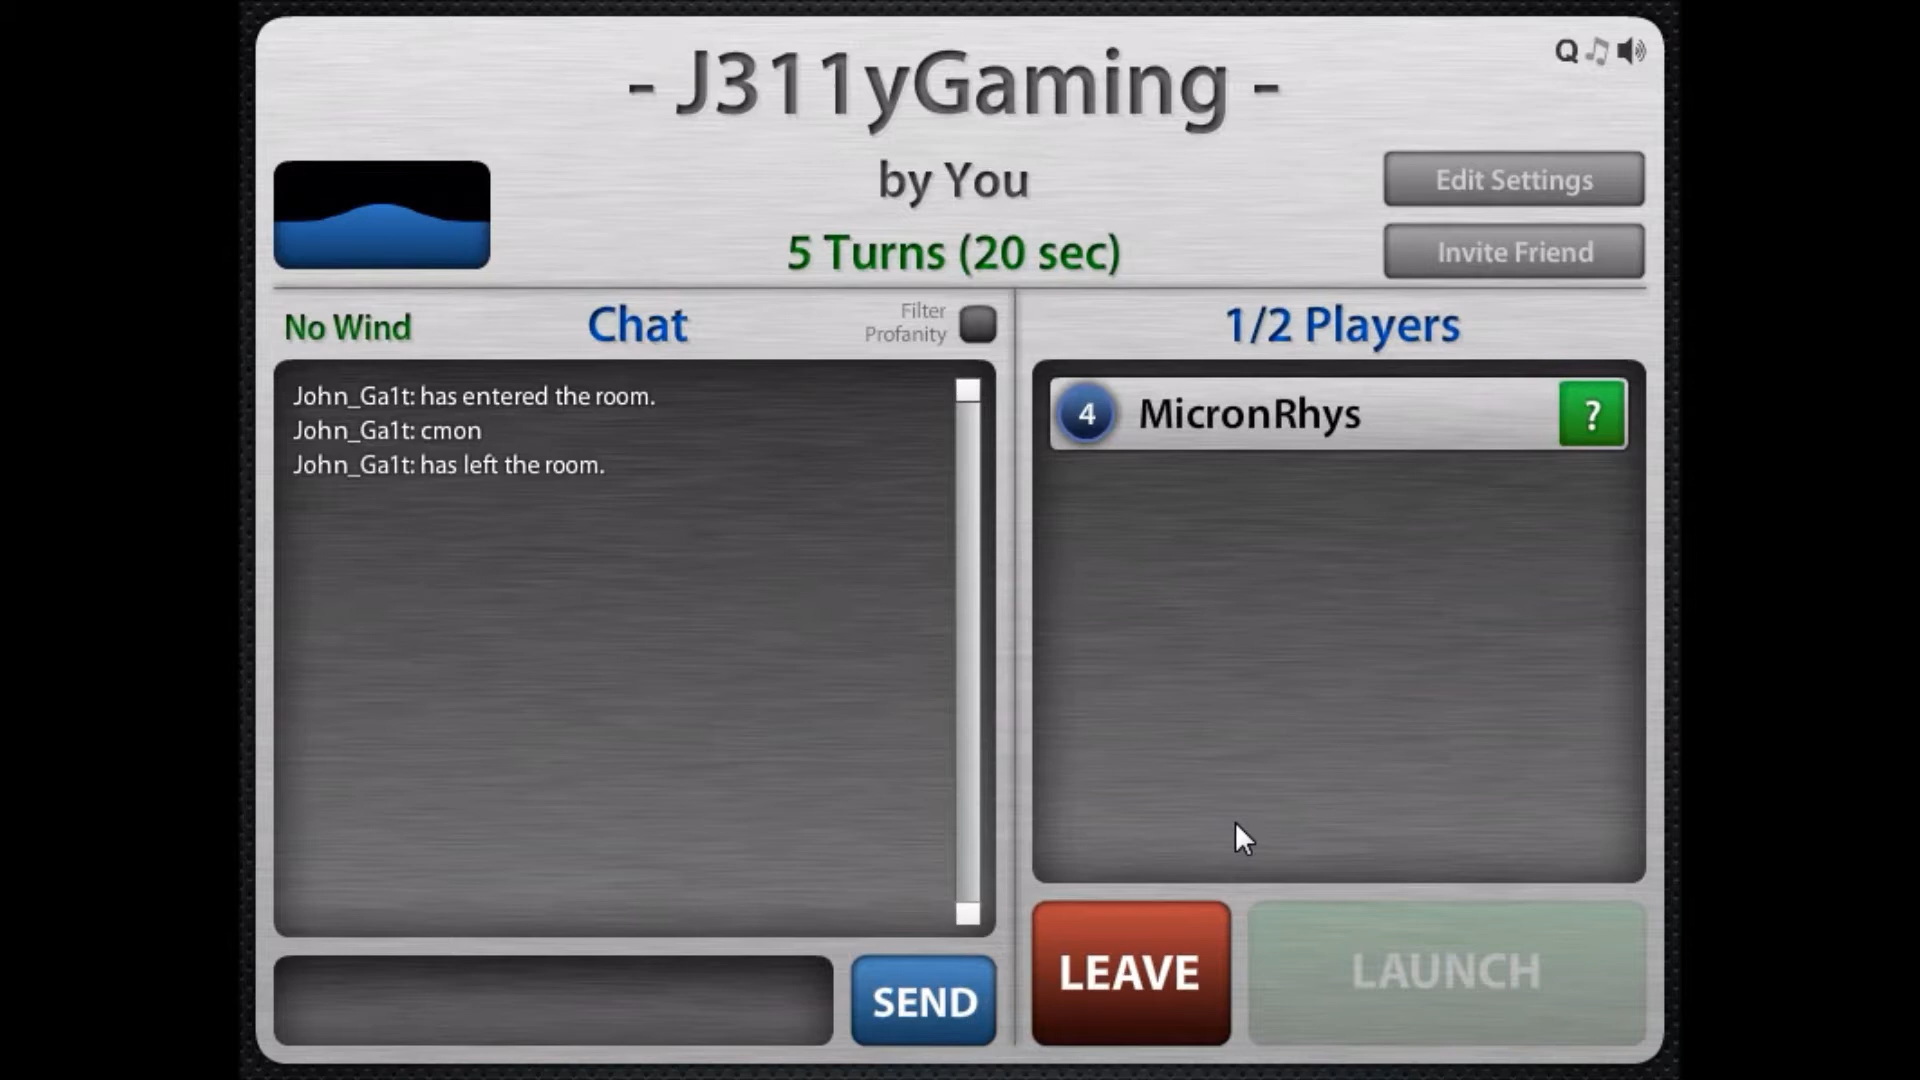 - J311yGaming -
Q
by You
5 Turns (20 sec)
Edit Settings
Invite Friend
No Wind
Chat
Filter
Profanity
1/2 Players
John_Ga1t: has entered the room.
John_Ga1t: cmon
John_Ga1t: has left the room.
4 MicronRhys ?
SEND
LEAVE
LAUNCH